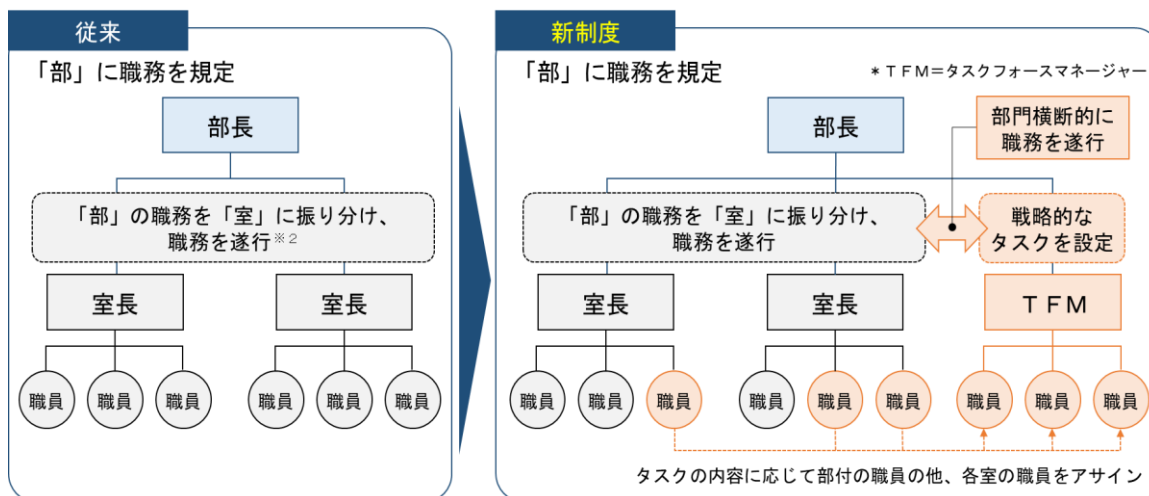 従来
「部」に職務を規定
部長
「部」の職務を「室」に振り分け、
職務を遂行※2
室長
室長
職員
職員
職員
職員
職員
職員
新制度
「部」に職務を規定
*TFM=タスクフォースマネージャー
部長
部門横断的に
職務を遂行
「部」の職務を「室」に振り分け、
職務を遂行
戦略的な
タスクを設定
室長
室長
TFM
職員
職員
職員
職員
職員
職員
職員
職員
職員
タスクの内容に応じて部付の職員の他、各室の職員をアサイン